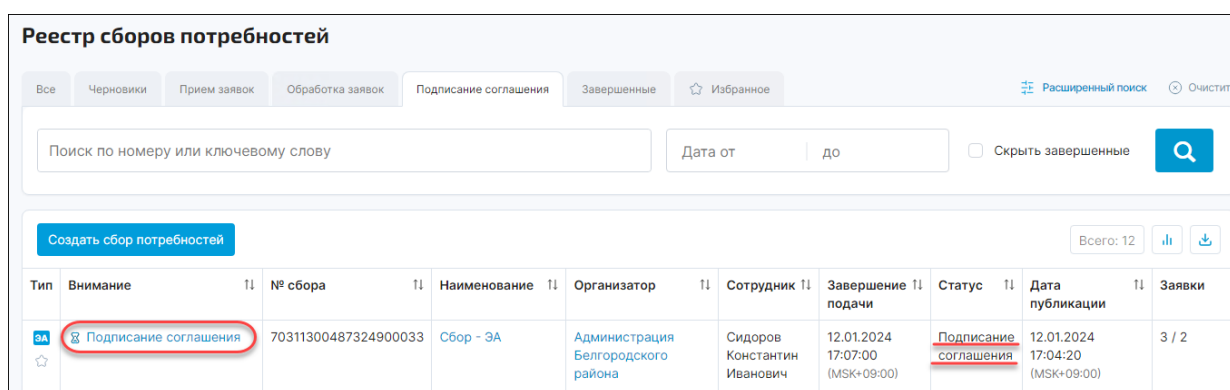 Реестр сборов потребностей
Все Черновики Прием заявок Обработка заявок Подписание соглашения Завершенные Избранное Расширенный поиск Очистит
Поиск по номеру или ключевому слову Дата от до Скрыть завершенные
Создать сбор потребностей Всего: 12
Тип Внимание № сбора Наименование Организатор Сотрудник Завершение подачи Статус Дата публикации Заявки
ЭА Подписание соглашения 70311300487324900033 Сбор - ЭА Администрация Белгородского района Сидоров Константин Иванович 12.01.2024 17:07:00 (MSK+09:00) Подписание соглашения 12.01.2024 17:04:20 (MSK+09:00) 3 / 2